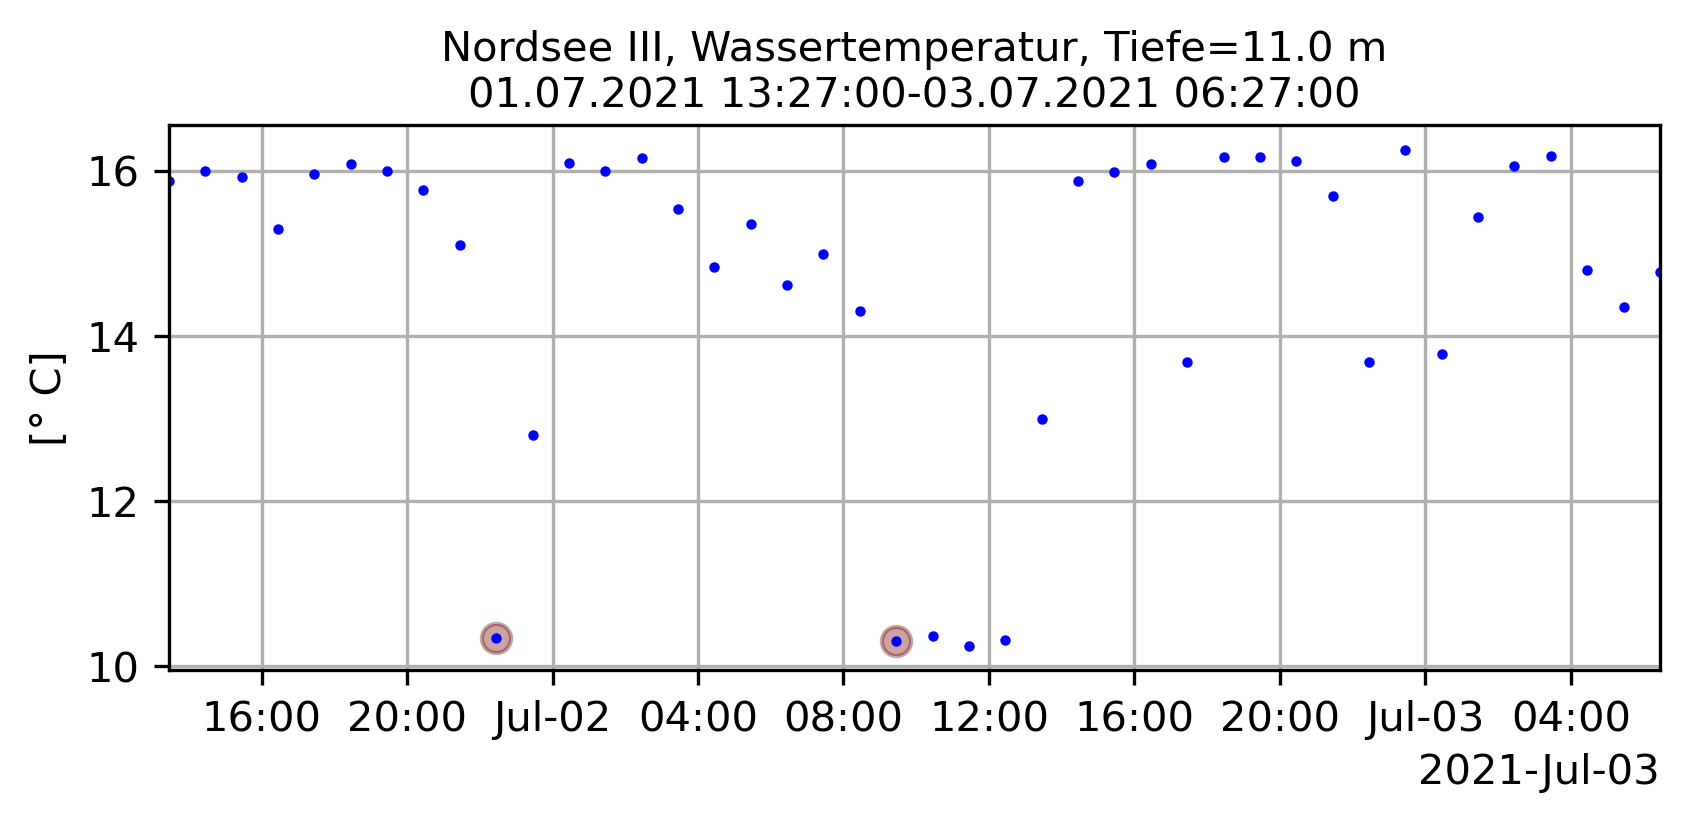 Nordsee III, Wassertemperatur, Tiefe=11.0 m
01.07.2021 13:27:00-03.07.2021 06:27:00
[° C]
16
14
12
10
16:00 20:00 Jul-02 04:00 08:00 12:00 16:00 20:00 Jul-03 04:00
2021-Jul-03